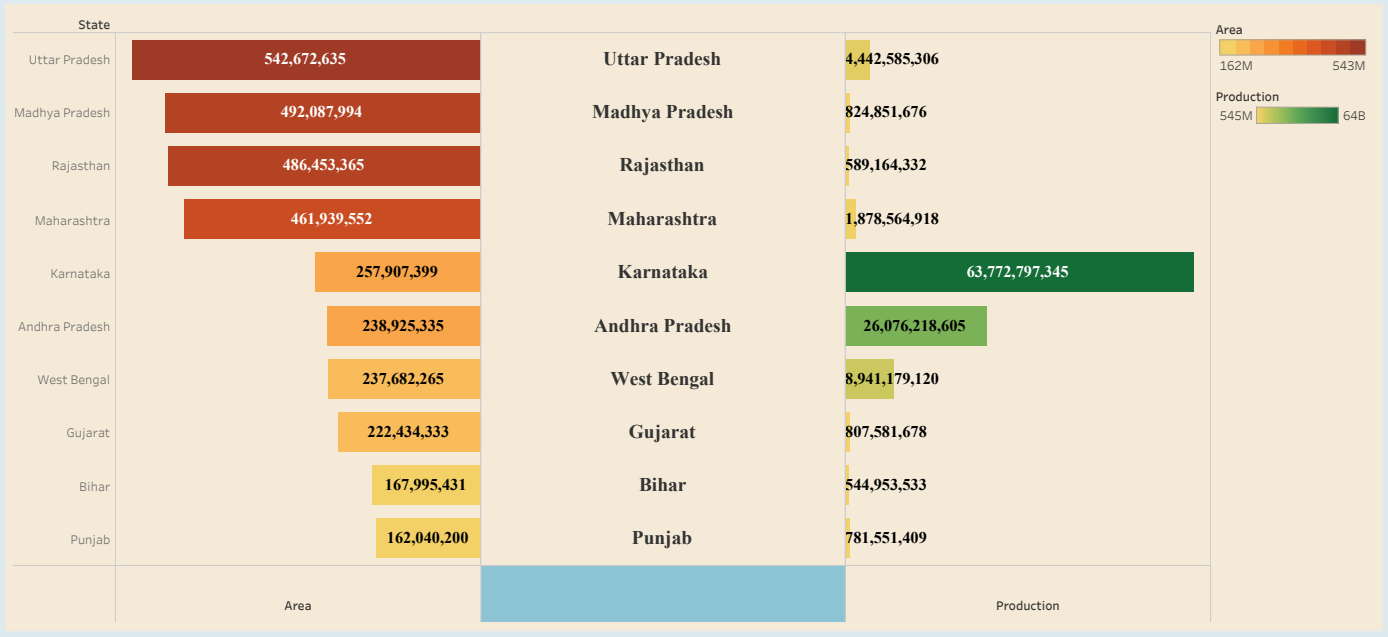 State
Uttar Pradesh 542,672,635 Uttar Pradesh 4,442,585,306
Madhya Pradesh 492,087,994 Madhya Pradesh 824,851,676
Rajasthan 486,453,365 Rajasthan 589,164,332
Maharashtra 461,939,552 Maharashtra 1,878,564,918
Karnataka 257,907,399 Karnataka 63,772,797,345
Andhra Pradesh 238,925,335 Andhra Pradesh 26,076,218,605
West Bengal 237,682,265 West Bengal 8,941,179,120
Gujarat 222,434,333 Gujarat 807,581,678
Bihar 167,995,431 Bihar 544,953,533
Punjab 162,040,200 Punjab 781,551,409
Area Production
Area
162M 543M
Production
545M 64B